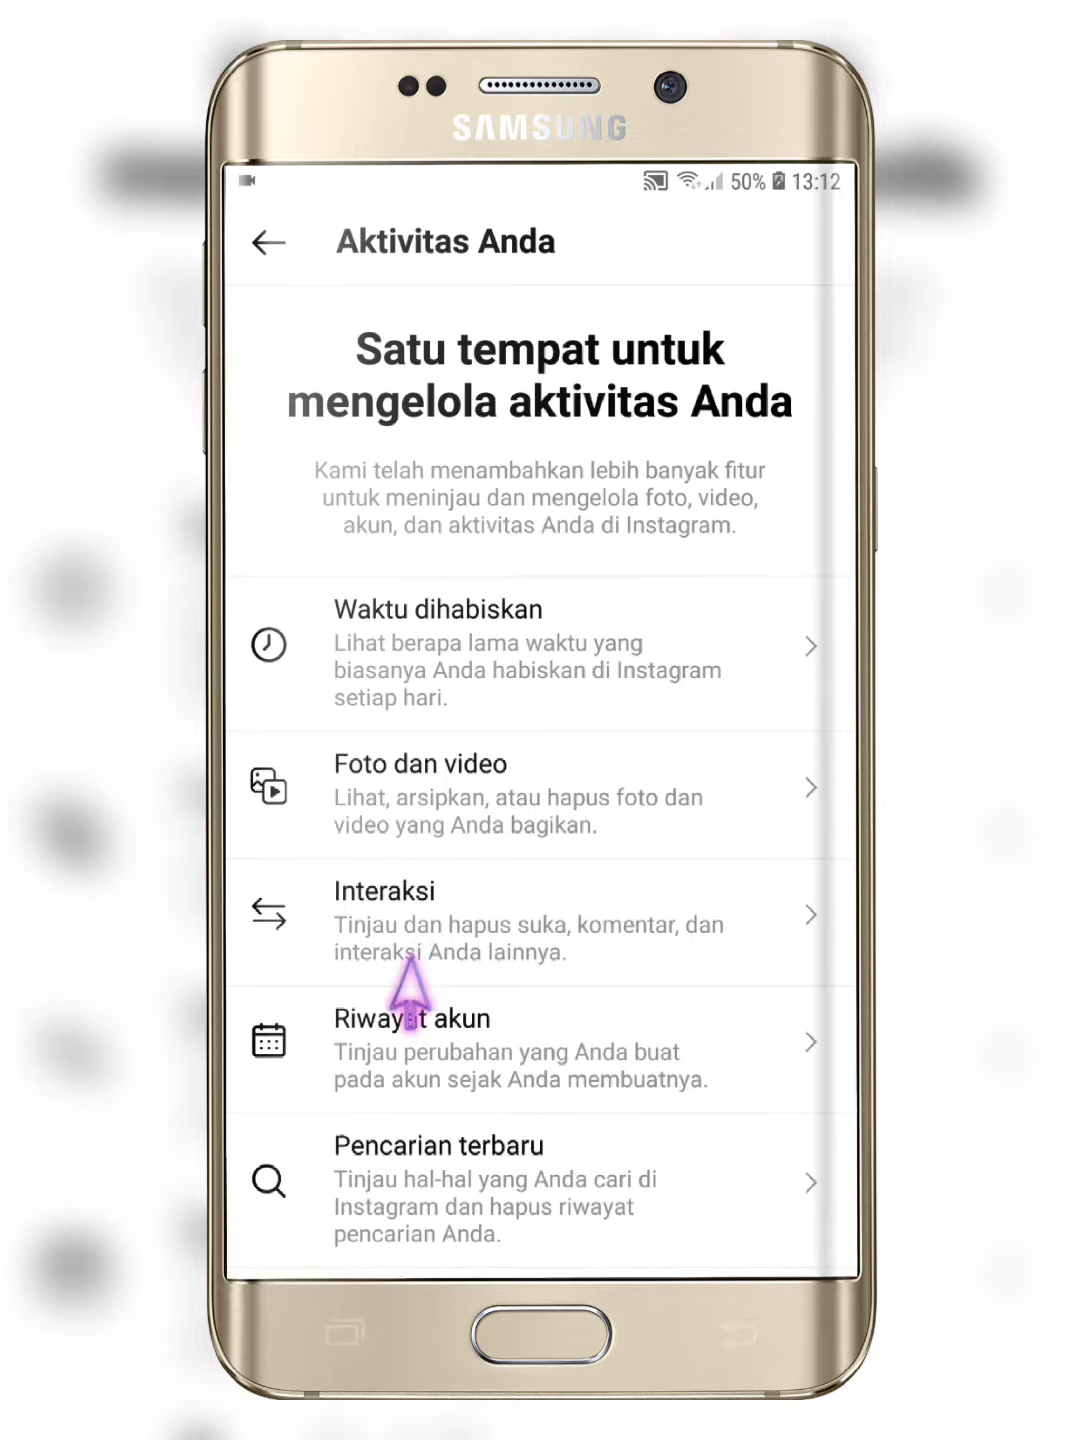 SAMSUNG
50% 13:12
Aktivitas Anda
Satu tempat untuk
mengelola aktivitas Anda
Kami telah menambahkan lebih banyak fitur
untuk meninjau dan mengelola foto, video,
akun, dan aktivitas Anda di Instagram.
Waktu dihabiskan
Lihat berapa lama waktu yang
biasanya Anda habiskan di Instagram
setiap hari.
Foto dan video
Lihat, arsipkan, atau hapus foto dan
video yang Anda bagikan.
Interaksi
Tinjau dan hapus suka, komentar, dan
interaksi Anda lainnya.
Riwayat akun
Tinjau perubahan yang Anda buat
pada akun sejak Anda membuatnya.
Pencarian terbaru
Tinjau hal-hal yang Anda cari di
Instagram dan hapus riwayat
pencarian Anda.